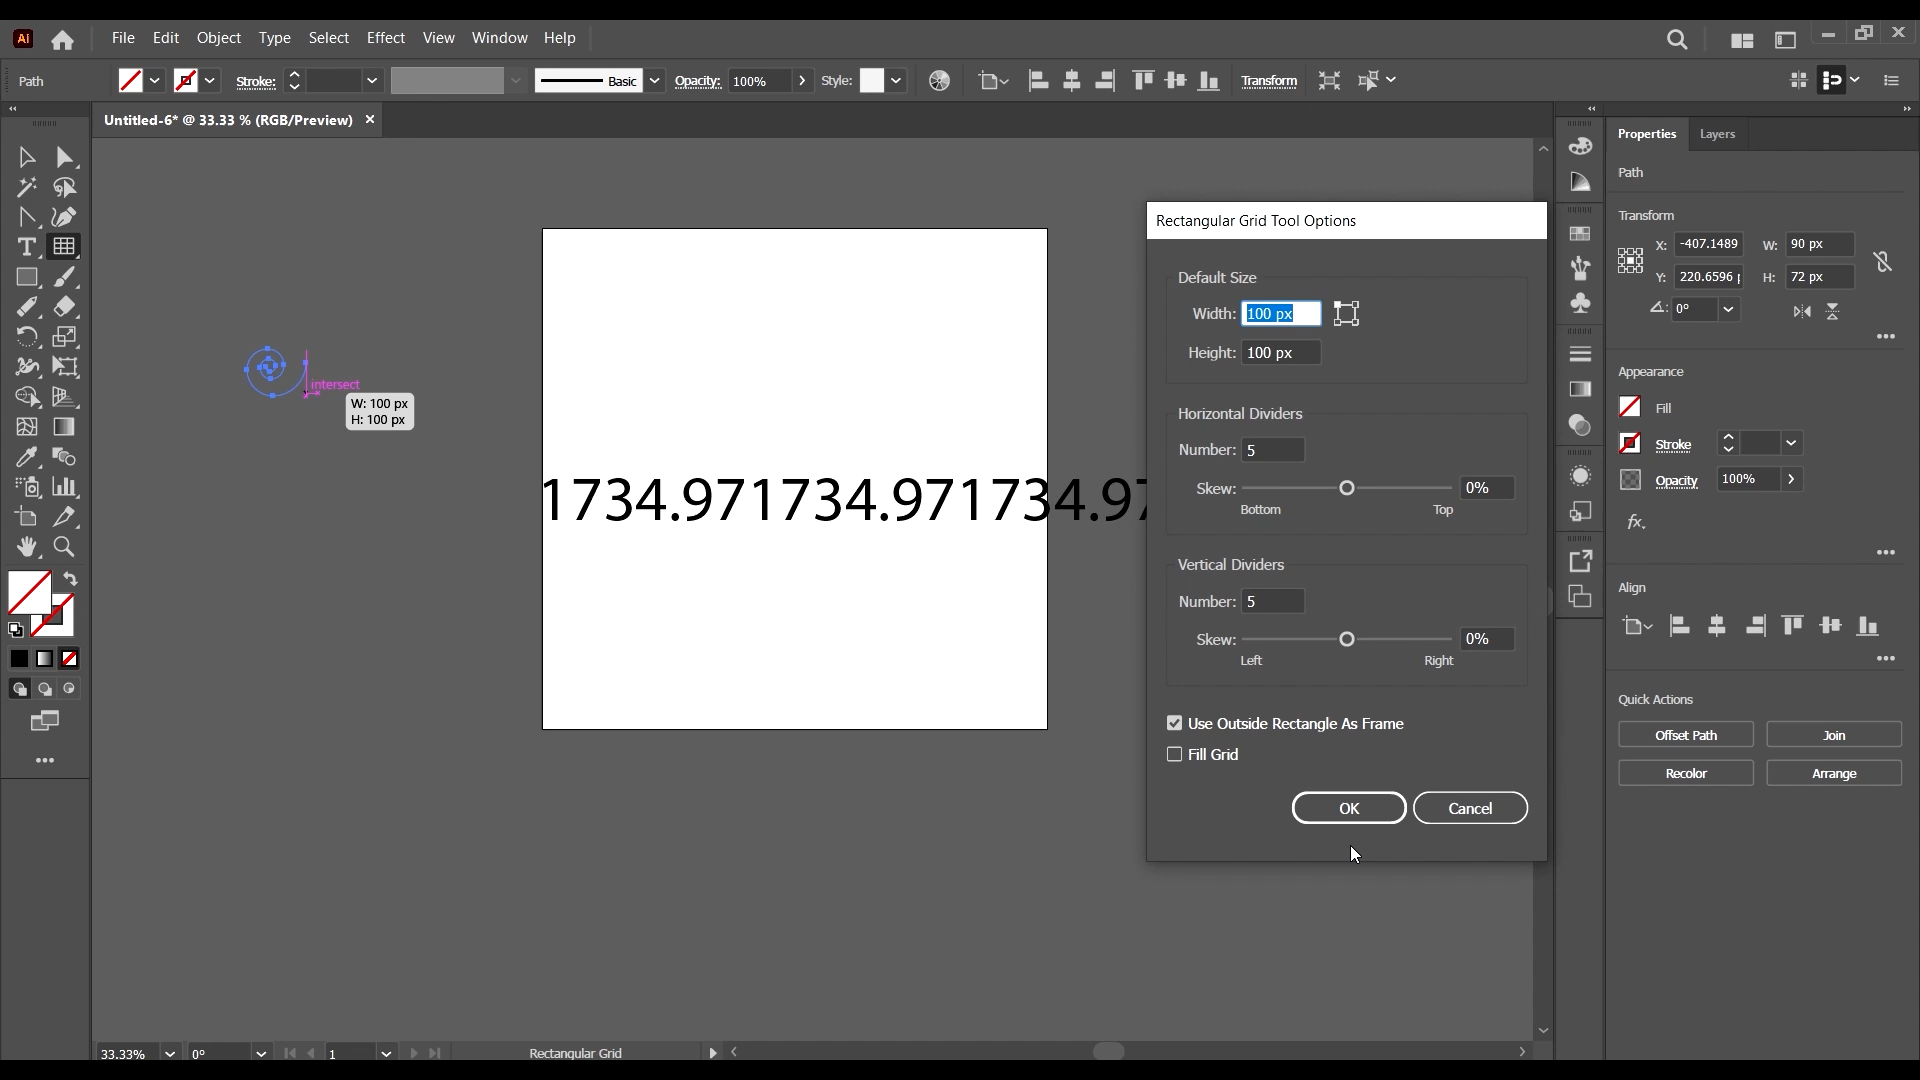 Ai
File Edit Object Type Select Effect View Window Help
Path
Stroke:
Basic
Opacity: 100%
Style:
Transform
Untitled-6* @ 33.33 % (RGB/Preview) ×
Properties Layers
Path
Transform
X: -407.1489 W: 90 px
Y: 220.6596 H: 72 px
0°
Appearance
Fill
Stroke
Opacity 100%
fx.
Align
Quick Actions
Offset Path Join
Recolor Arrange
intersect
W: 100 px
H: 100 px
1734.971734.971734.97
Rectangular Grid Tool Options
Default Size
Width: 100 px
Height: 100 px
Horizontal Dividers
Number: 5
Skew: 0%
Bottom Top
Vertical Dividers
Number: 5
Skew: 0%
Left Right
Use Outside Rectangle As Frame
Fill Grid
OK Cancel
33.33% 0° 1 Rectangular Grid